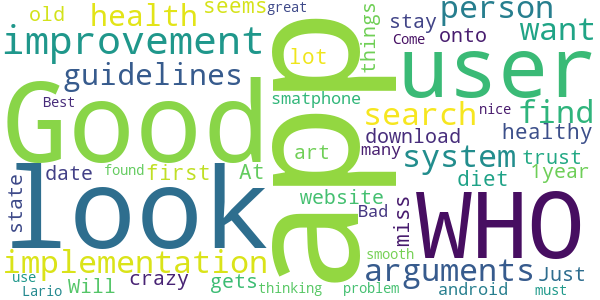 old health seems great things person
improvement lot stay onto want
guidelines
Good app user
Best smatphone search nice find
download healthy
art many system trust
date found first At diet 1year
state look website Bad miss WHO
implementation crazy gets smooth arguments Just
use Will thinking problem android must
Lario
Come